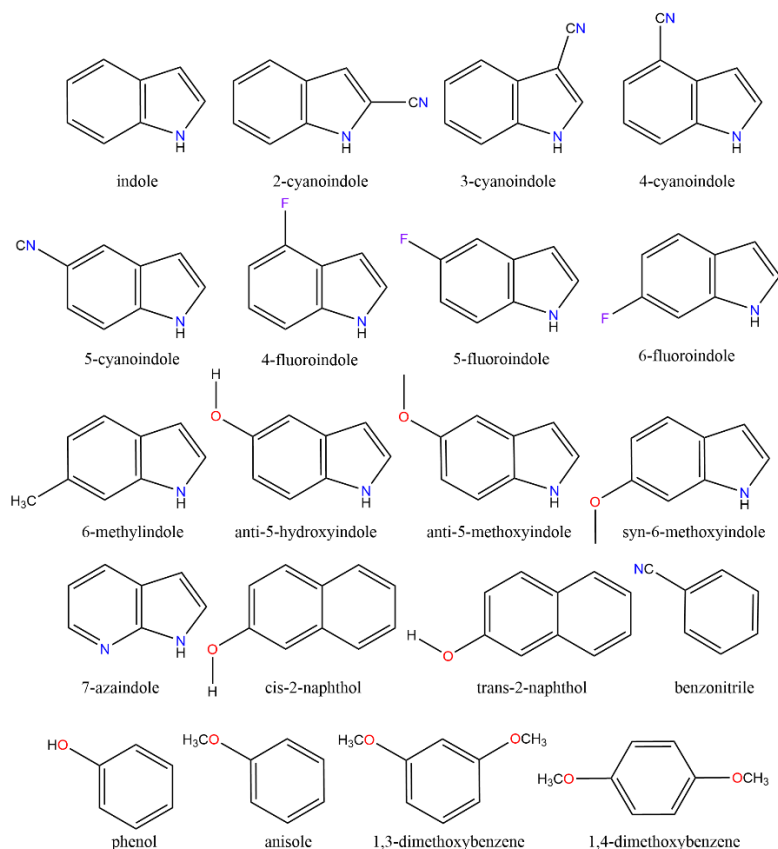 CN
CN
CN
N
H
N
H
N
H
N
H
indole
2-cyanoindole
3-cyanoindole
4-cyanoindole
F
CN
F
F
N
H
N
H
N
H
N
H
5-cyanoindole
4-fluoroindole
5-fluoroindole
6-fluoroindole
H
O
O
H₃C
N
H
N
H
N
H
O
N
H
6-methylindole
anti-5-hydroxyindole
anti-5-methoxyindole
syn-6-methoxyindole
NC
N
N
H
O
H
H
O
7-azaindole
cis-2-naphthol
trans-2-naphthol
benzonitrile
HO
H₃CO
H₃CO
OCH₃
H₃CO
OCH₃
phenol
anisole
1,3-dimethoxybenzene
1,4-dimethoxybenzene